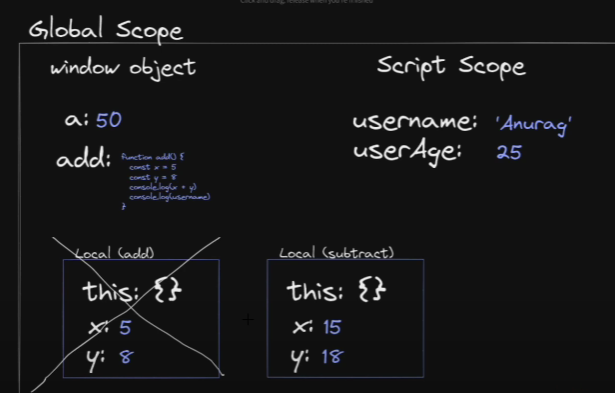 Click and drag, release when you're finished
Global Scope
window object
Script Scope
a: 50
username: 'Anurag'
add: function add() {
const x = 5
const y = 8
console.log(x + y)
console.log(username)
}
userAge: 25
Local (add)
this: {}
x: 5
y: 8
Local (subtract)
this: {}
x: 15
y: 18